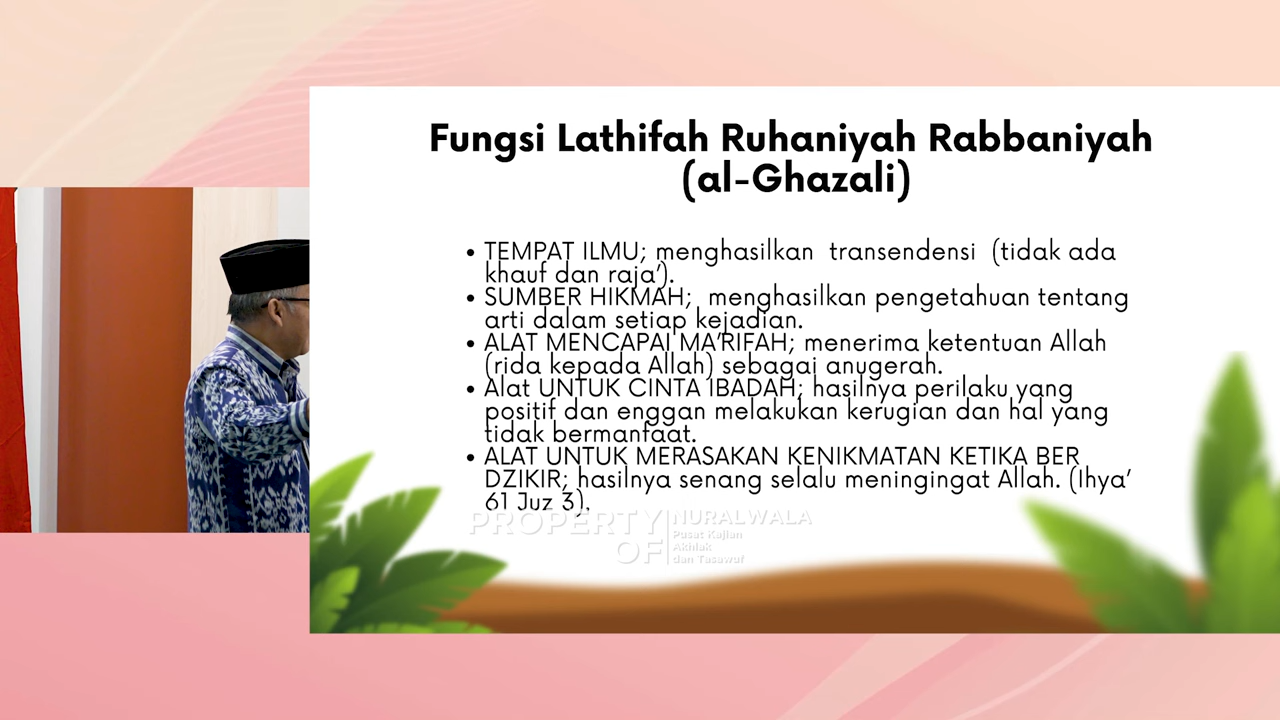 Fungsi Lathifah Ruhaniyah Rabbaniyah
(al-Ghazali)
• TEMPAT ILMU; menghasilkan transendensi (tidak ada
khauf dan raja').
• SUMBER HIKMAH; menghasilkan pengetahuan tentang
arti dalam setiap kejadian.
• ALAT MENCAPAI MA'RIFAH; menerima ketentuan Allah
(rida kepada Allah) sebagai anugerah.
• Alat UNTUK CINTA IBADAH; hasilnya perilaku yang
positif dan enggan melakukan kerugian dan hal yang
tidak bermanfaat.
• ALAT UNTUK MERASAKAN KENIKMATAN KETIKA BER
DZIKIR; hasilnya senang selalu meningingat Allah. (Ihya'
61 Juz 3).
PROPERTY
OF
NURALWALA
Pusat Kajian
Akhlak
dan Tasawuf